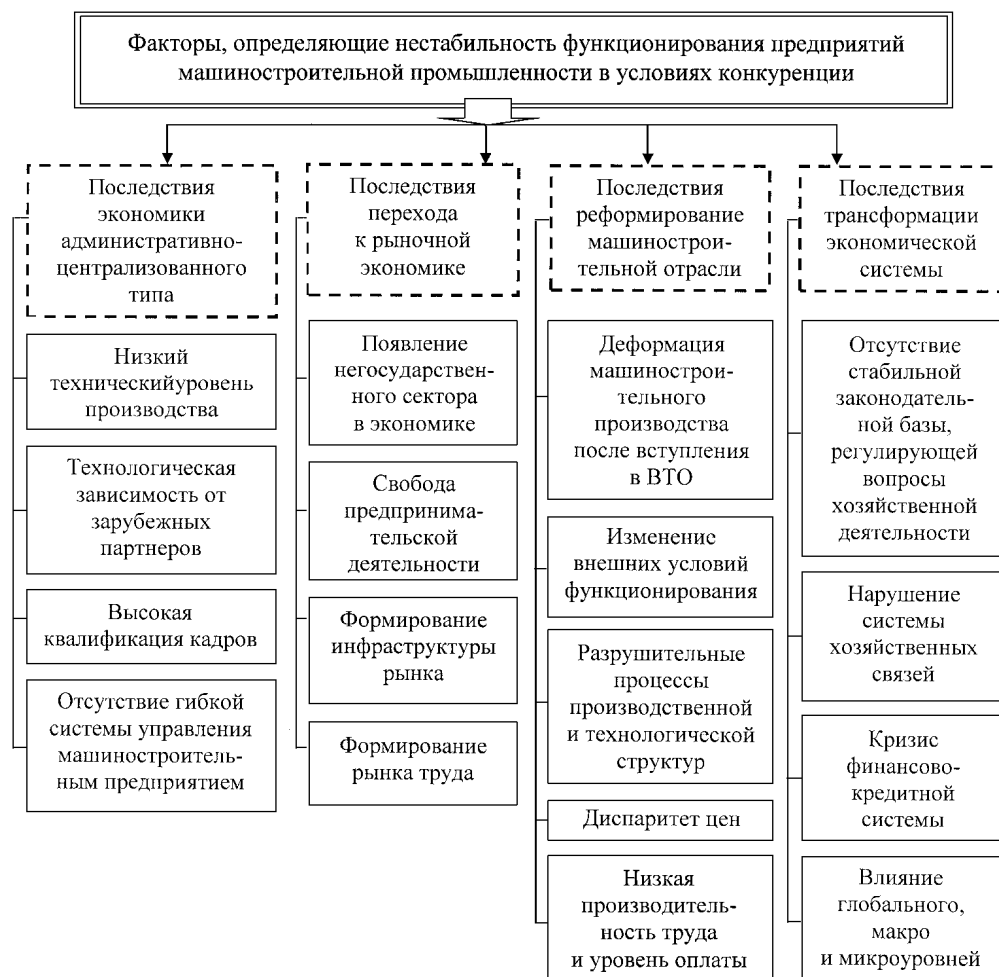 Факторы, определяющие нестабильность функционирования предприятий
машиностроительной промышленности в условиях конкуренции
Последствия
экономики
административно-
централизованного
типа
Низкий
техническийуровень
производства
Технологическая
зависимость от
зарубежных
партнеров
Высокая
квалификация кадров
Отсутствие гибкой
системы управления
машиностроитель-
ным предприятием
Последствия
перехода
к рыночной
экономике
Появление
негосударствен-
ного сектора
в экономике
Свобода
предпринима-
тельской
деятельности
Формирование
инфраструктуры
рынка
Формирование
рынка труда
Последствия
реформирование
машинострои-
тельной отрасли
Деформация
машинострои-
тельного
производства
после вступления
в ВТО
Изменение
внешних условий
функционирования
Разрушительные
процессы
производственной
и технологической
структур
Диспаритет цен
Низкая
производитель-
ность труда
и уровень оплаты
Последствия
трансформации
экономической
системы
Отсутствие
стабильной
законодатель-
ной базы,
регулирующей
вопросы
хозяйственной
деятельности
Нарушение
системы
хозяйственных
связей
Кризис
финансово-
кредитной
системы
Влияние
глобального,
макро
и микроуровней